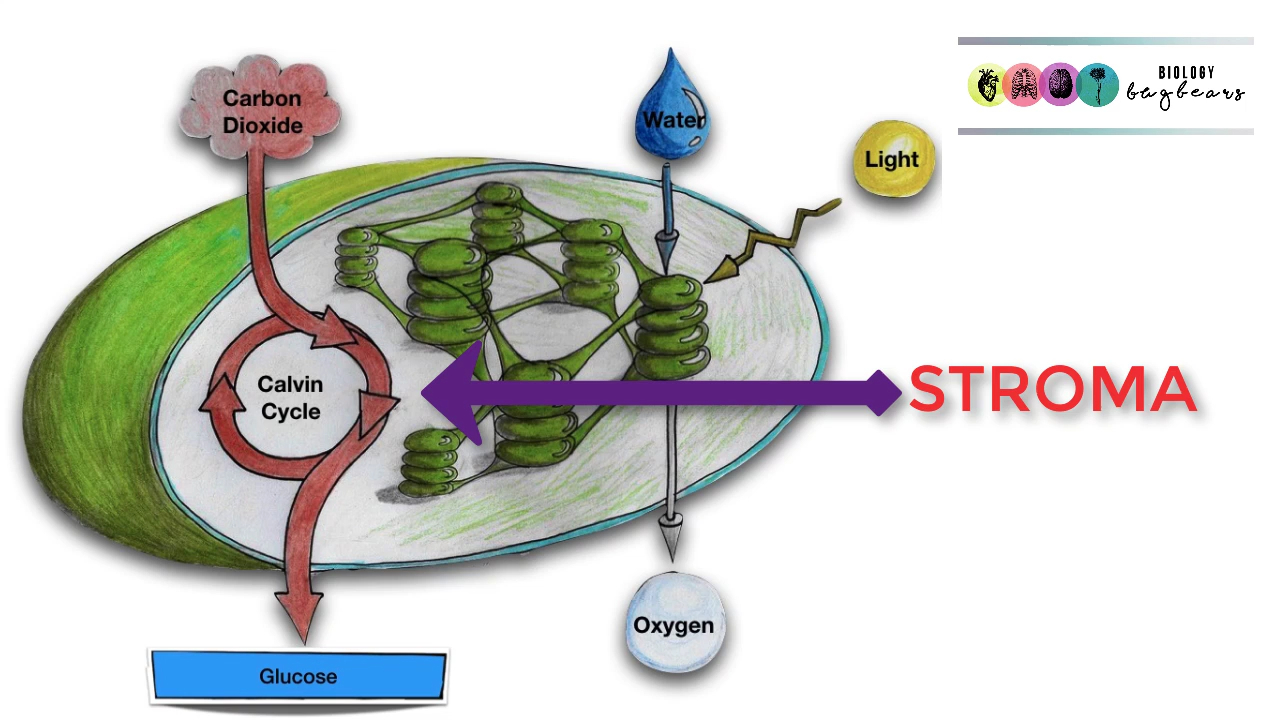 Carbon
Dioxide
Water
Light
BIOLOGY
bugbears
Calvin
Cycle
STROMA
Oxygen
Glucose